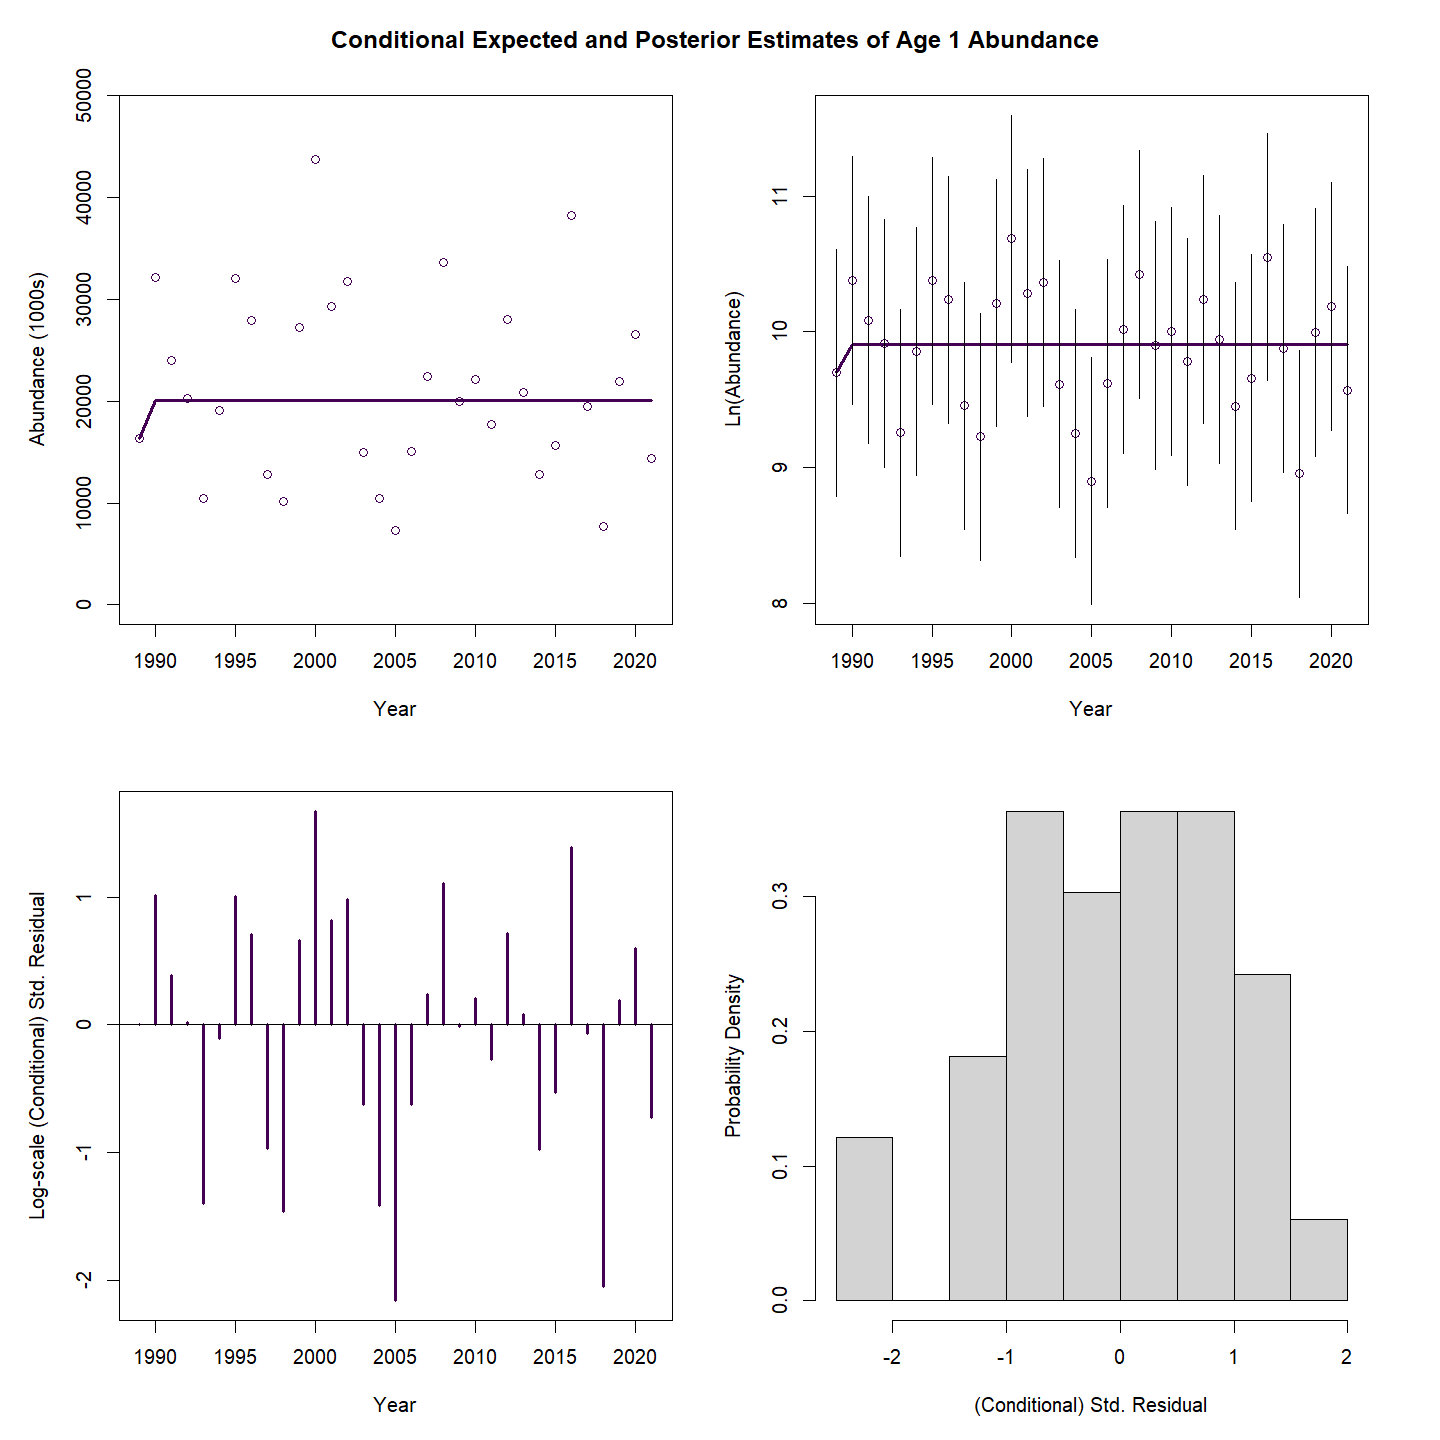 Conditional Expected and Posterior Estimates of Age 1 Abundance
Abundance (1000s)
50000
40000
30000
20000
10000
0
1990 1995 2000 2005 2010 2015 2020
Year
Ln(Abundance)
11
10
9
8
1990 1995 2000 2005 2010 2015 2020
Year
Log-scale (Conditional) Std. Residual
1
0
-1
-2
1990 1995 2000 2005 2010 2015 2020
Year
Probability Density
0.3
0.2
0.1
0.0
-2 -1 0 1 2
(Conditional) Std. Residual